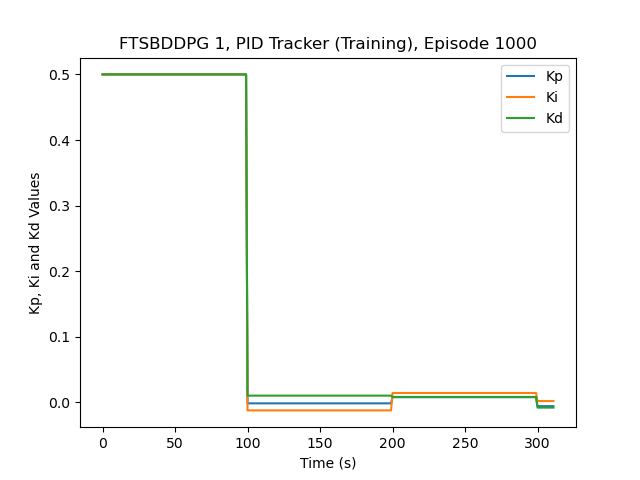 FTSBDDPG 1, PID Tracker (Training), Episode 1000
Kp
Ki
Kd
Kp, Ki and Kd Values
0.5
0.4
0.3
0.2
0.1
0.0
0
50
100
150
200
250
300
Time (s)